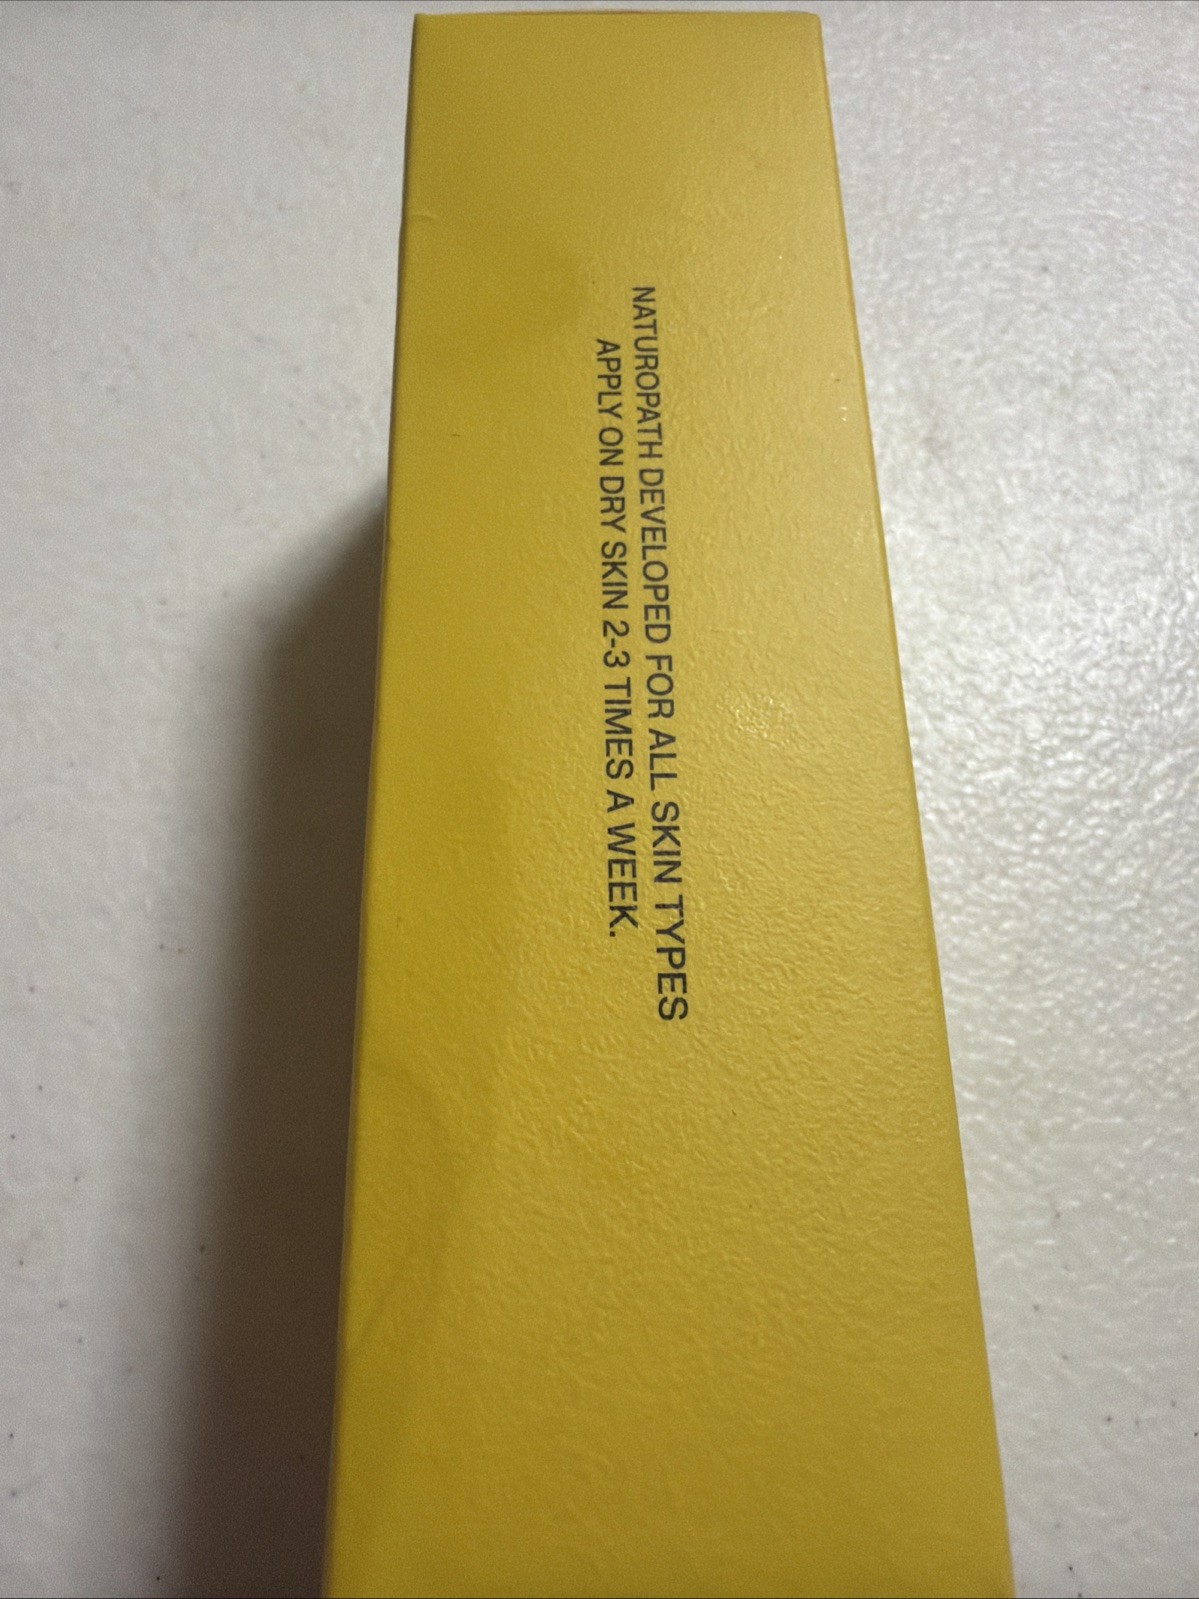 NATUROPATH DEVELOPED FOR ALL SKIN TYPES
APPLY ON DRY SKIN 2-3 TIMES A WEEK.